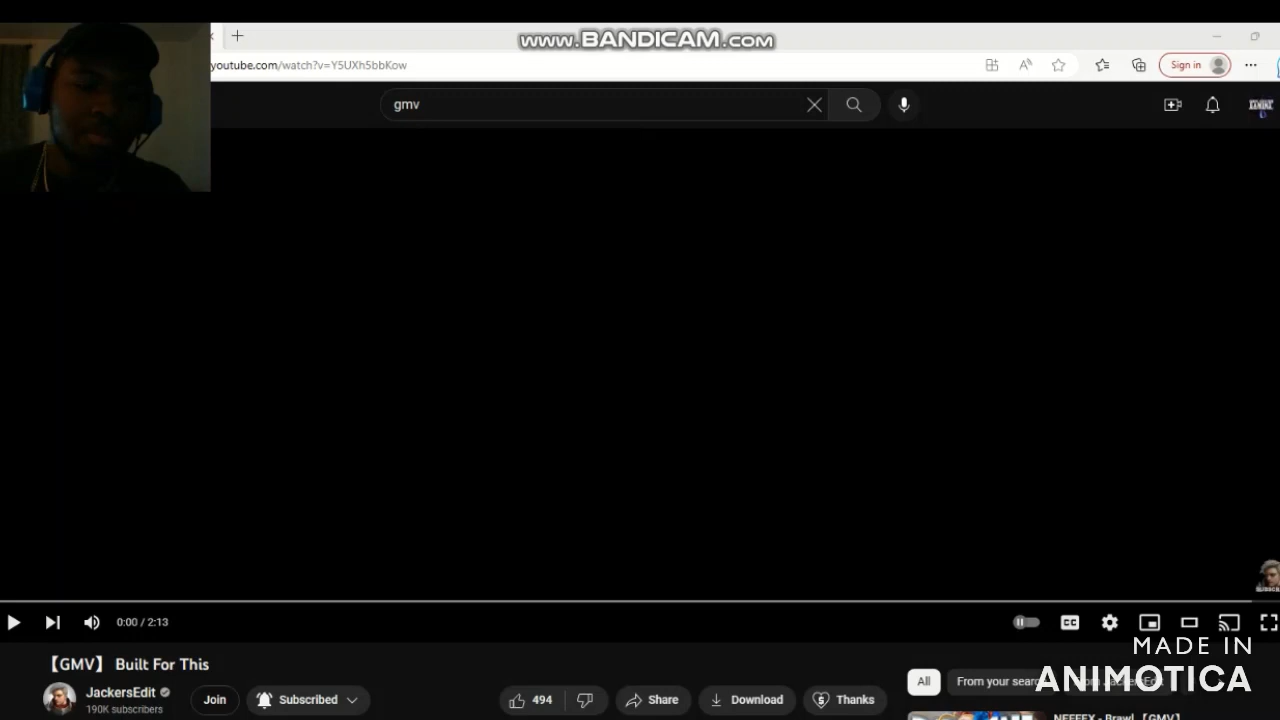 www.BANDICAM.com
youtube.com/watch?v=Y5UXh5bbKow
Sign in
gmv
0:00 / 2:13
CC
MADE IN
ANIMOTICA
【GMV】 Built For This
JackersEdit
190K subscribers
Join
Subscribed
494
Share
Download
Thanks
All
From your
NEFFEX - Brawl 【GMV】